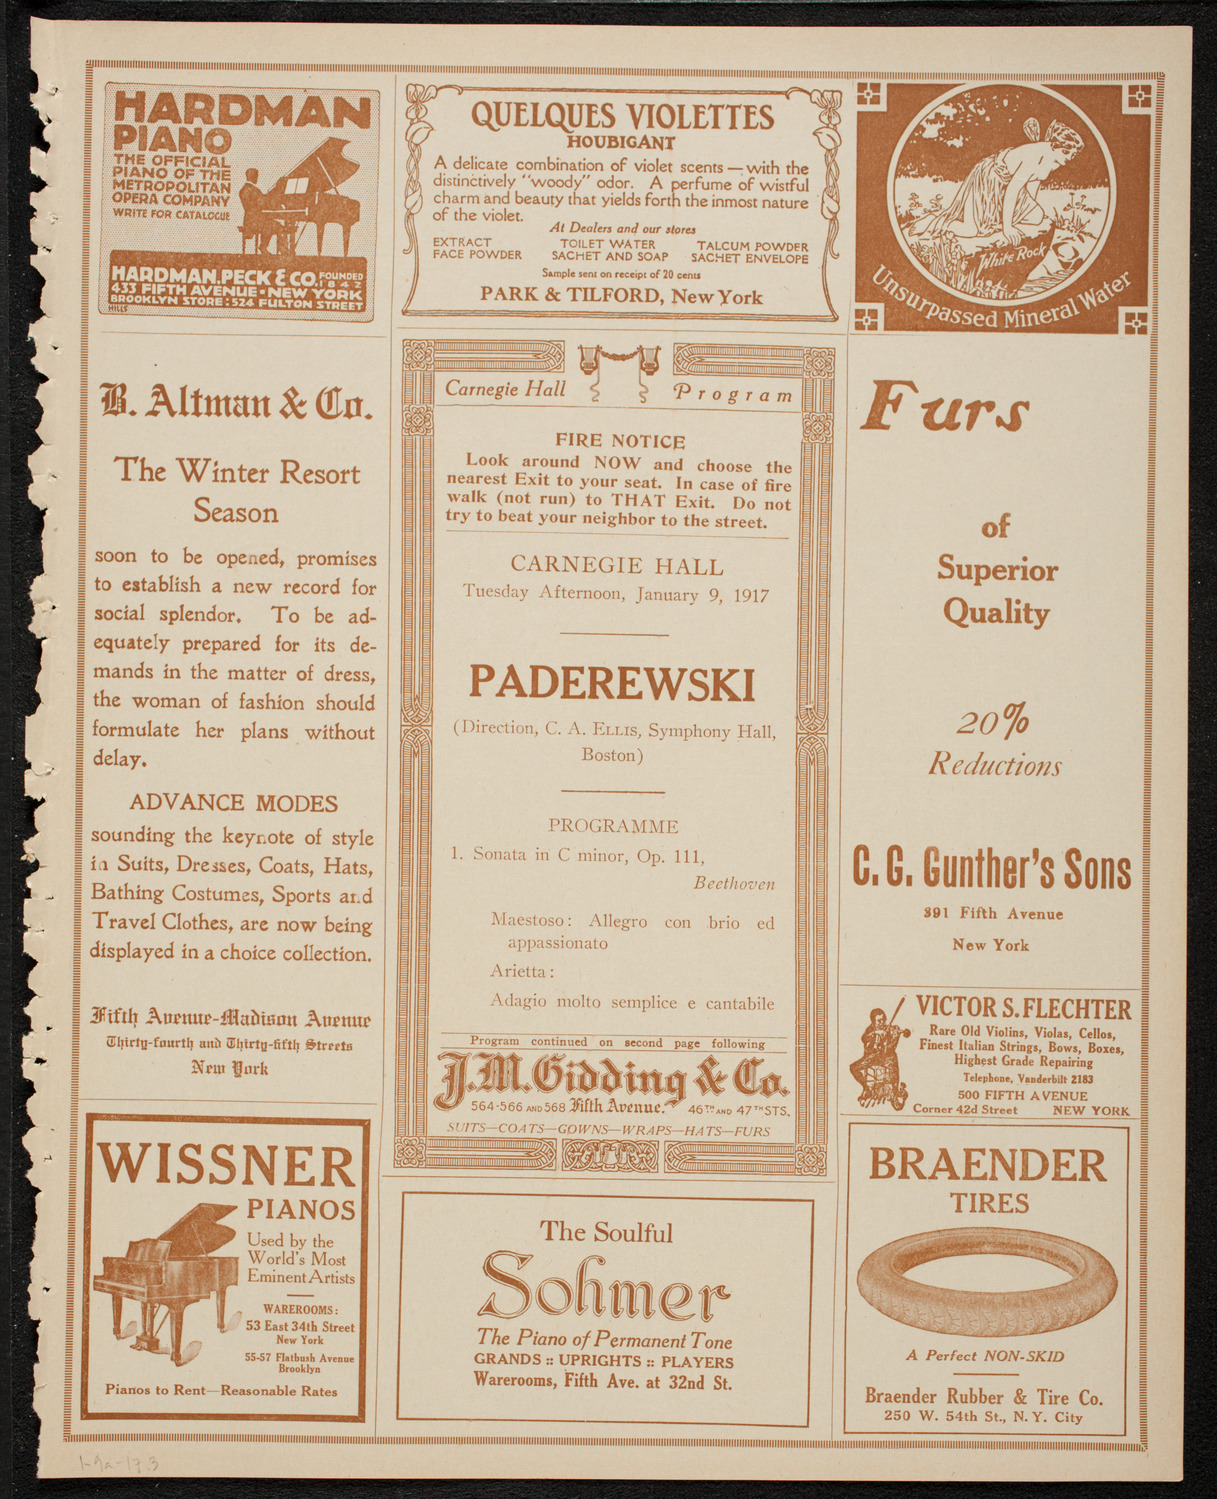 HARDMAN
PIANO
THE OFFICIAL
PIANO OF THE
METROPOLITAN
OPERA COMPANY
WRITE FOR CATALOGUE
HARDMAN, PECK & CO. FOUNDED 1842
433 FIFTH AVENUE - NEW YORK
BROOKLYN STORE: 524 FULTON STREET
HILLS
QUELQUES VIOLETTES
HOUBIGANT
A delicate combination of violet scents — with the
distinctively "woody" odor. A perfume of wistful
charm and beauty that yields forth the inmost nature
of the violet.
At Dealers and our stores
EXTRACT TOILET WATER TALCUM POWDER
FACE POWDER SACHET AND SOAP SACHET ENVELOPE
Sample sent on receipt of 20 cents
PARK & TILFORD, New York
White Rock
Unsurpassed Mineral Water
B. Altman & Co.
The Winter Resort
Season
soon to be opened, promises
to establish a new record for
social splendor. To be ad-
equately prepared for its de-
mands in the matter of dress,
the woman of fashion should
formulate her plans without
delay.
ADVANCE MODES
sounding the keynote of style
in Suits, Dresses, Coats, Hats,
Bathing Costumes, Sports and
Travel Clothes, are now being
displayed in a choice collection.
Fifth Avenue-Madison Avenue
Thirty-fourth and Thirty-fifth Streets
New York
WISSNER
PIANOS
Used by the
World's Most
Eminent Artists
WAREROOMS:
53 East 34th Street
New York
55-57 Flatbush Avenue
Brooklyn
Pianos to Rent—Reasonable Rates
Carnegie Hall Program
FIRE NOTICE
Look around NOW and choose the
nearest Exit to your seat. In case of fire
walk (not run) to THAT Exit. Do not
try to beat your neighbor to the street.
CARNEGIE HALL
Tuesday Afternoon, January 9, 1917
PADEREWSKI
(Direction, C. A. ELLIS, Symphony Hall,
Boston)
PROGRAMME
1. Sonata in C minor, Op. 111,
Beethoven
Maestoso: Allegro con brio ed
appassionato
Arietta:
Adagio molto semplice e cantabile
Program continued on second page following
J.M. Gidding & Co.
564-566 AND 568 Fifth Avenue. 46TH AND 47TH STS.
SUITS—COATS—GOWNS—WRAPS—HATS—FURS
The Soulful
Sohmer
The Piano of Permanent Tone
GRANDS :: UPRIGHTS :: PLAYERS
Warerooms, Fifth Ave. at 32nd St.
Furs
of
Superior
Quality
20%
Reductions
C. G. Gunther's Sons
391 Fifth Avenue
New York
VICTOR S. FLECHTER
Rare Old Violins, Violas, Cellos,
Finest Italian Strings, Bows, Boxes,
Highest Grade Repairing
Telephone, Vanderbilt 2183
500 FIFTH AVENUE
Corner 42d Street NEW YORK
BRAENDER
TIRES
A Perfect NON-SKID
Braender Rubber & Tire Co.
250 W. 54th St., N. Y. City
1-9a-17.3